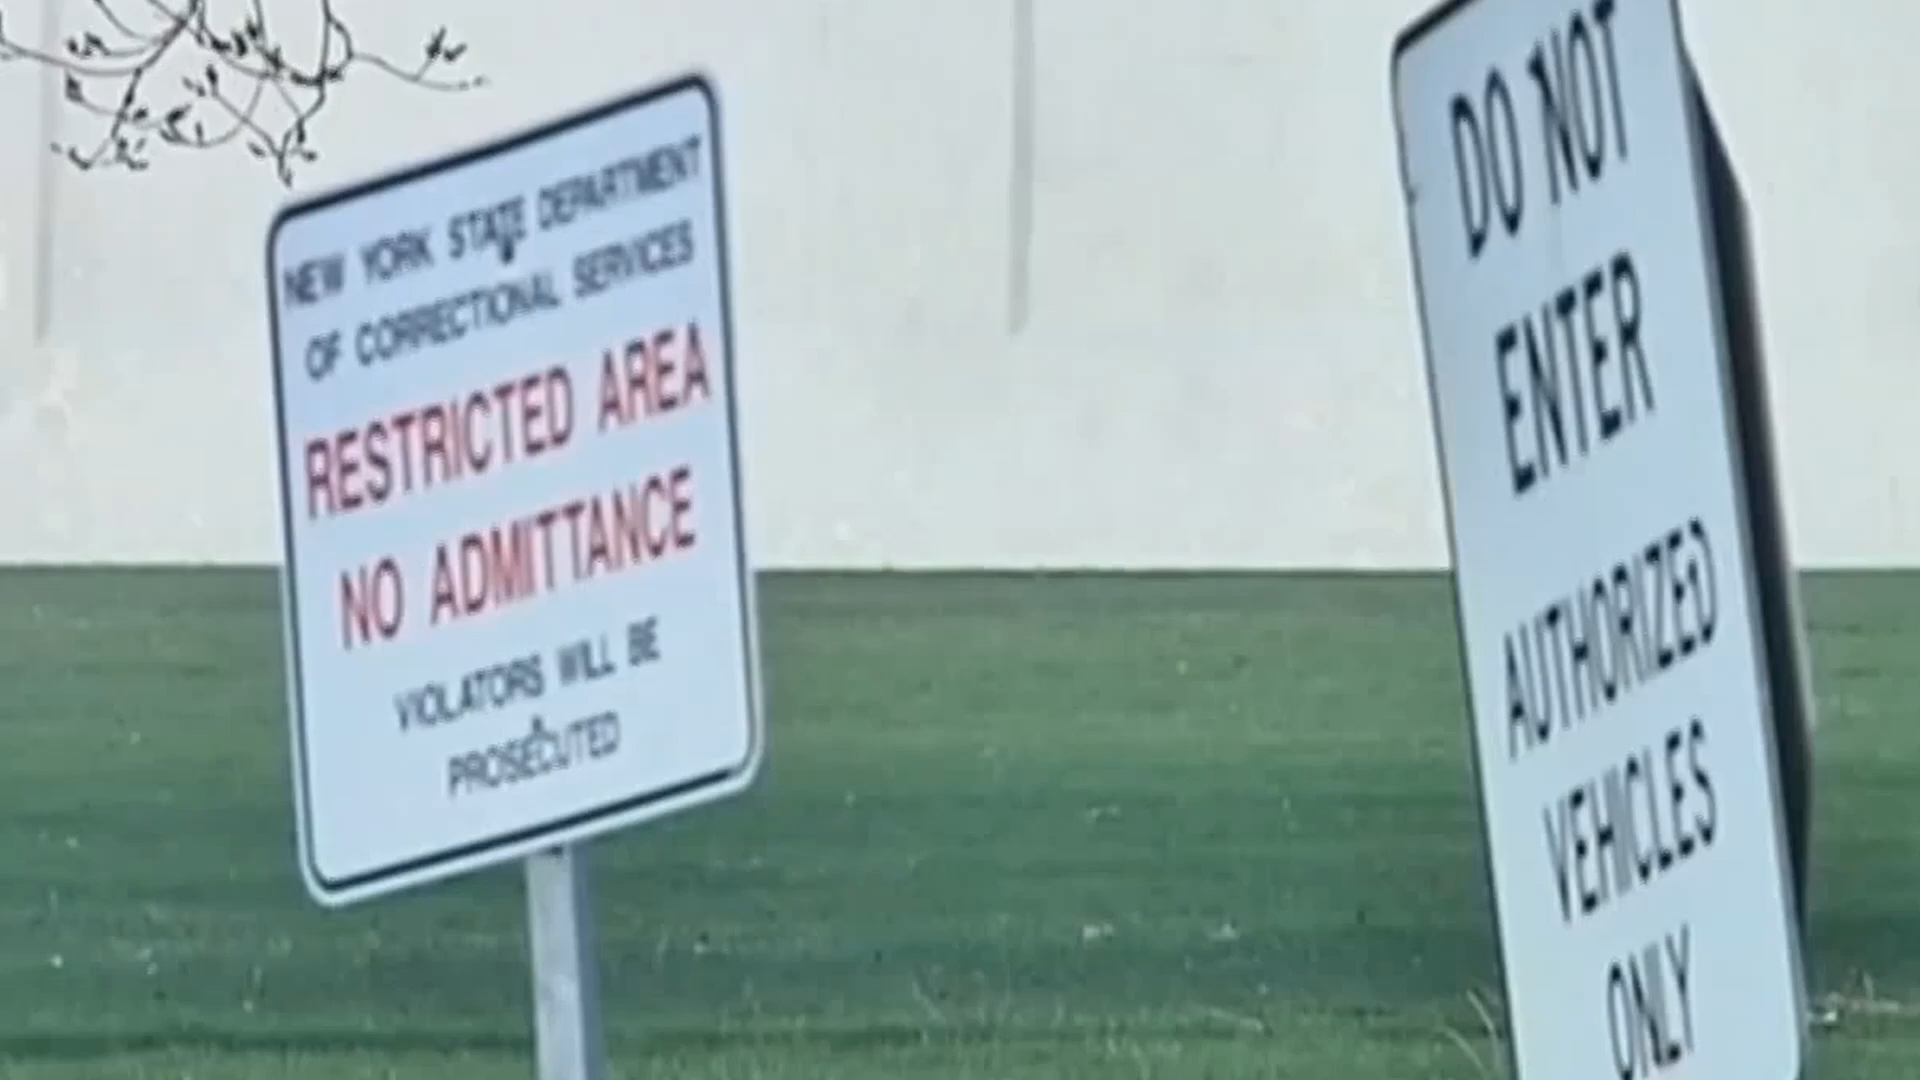 NEW YORK STATE DEPARTMENT
OF CORRECTIONAL SERVICES
RESTRICTED AREA
NO ADMITTANCE
VIOLATORS WILL BE
PROSECUTED
DO NOT
ENTER
AUTHORIZED
VEHICLES
ONLY